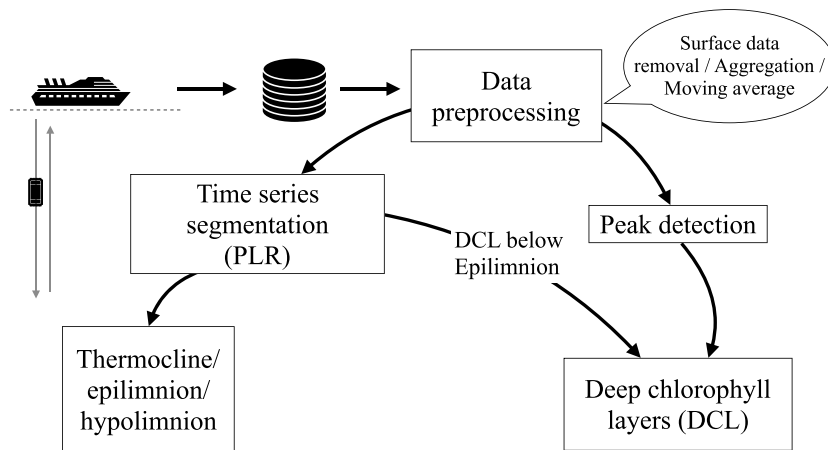 Surface data
removal / Aggregation /
Moving average
Data
preprocessing
Time series
segmentation
(PLR)
Peak detection
DCL below
Epilimnion
Thermocline/
epilimnion/
hypolimnion
Deep chlorophyll
layers (DCL)